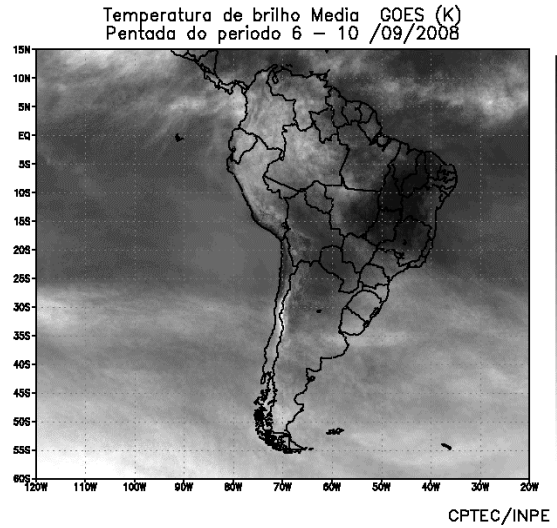 Temperatura de brilho Media GOES (K)
Pentada do periodo 6 – 10 /09/2008
15N
10N
5N
EQ
5S
10S
15S
20S
25S
30S
35S
40S
45S
50S
55S
60S
120W 110W 100W 90W 80W 70W 60W 50W 40W 30W 20W
CPTEC/INPE